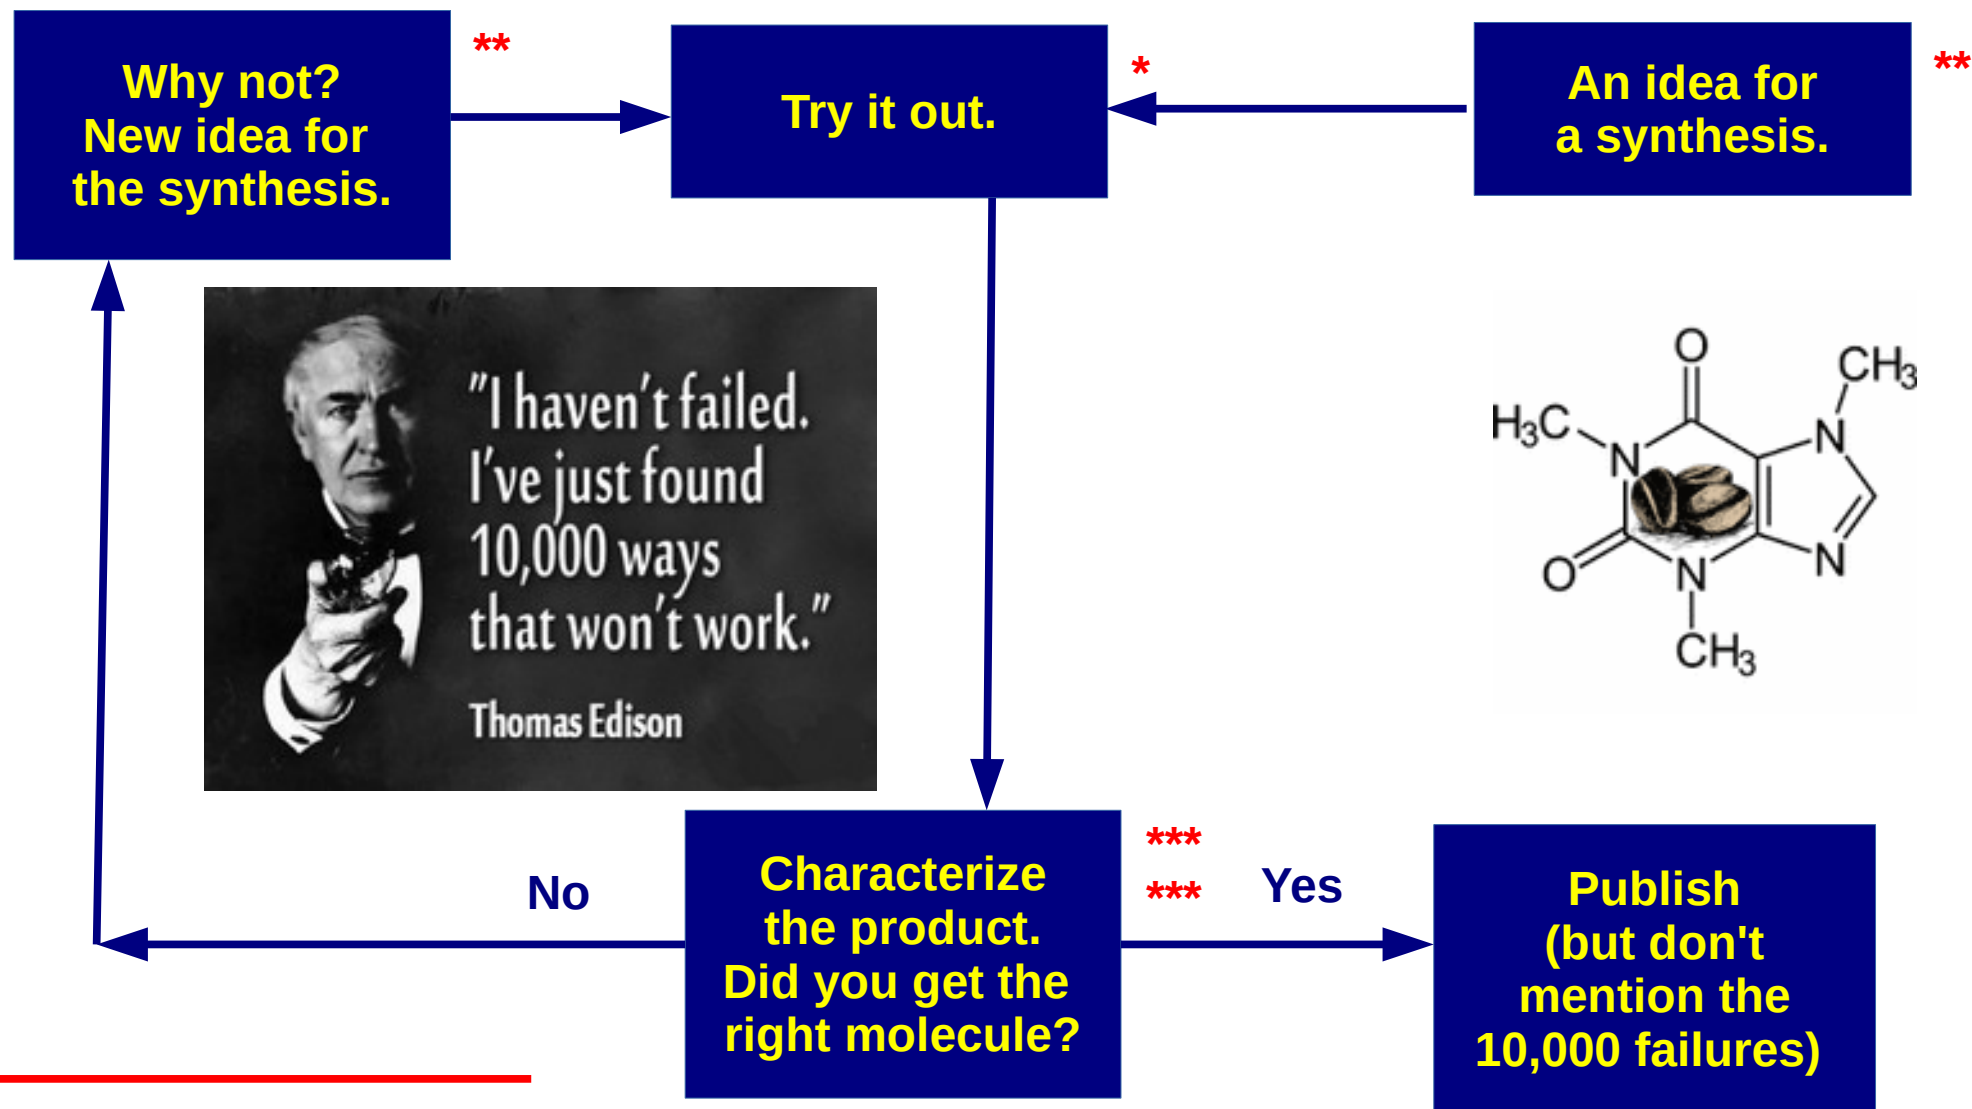 Why not?
New idea for
the synthesis.
**
Try it out.
*
An idea for
a synthesis.
**
"I haven't failed.
I've just found
10,000 ways
that won't work."
Thomas Edison
O
CH3
H3C
N
N
O
N
N
CH3
No
Characterize
the product.
Did you get the
right molecule?
***
***
Yes
Publish
(but don't
mention the
10,000 failures)